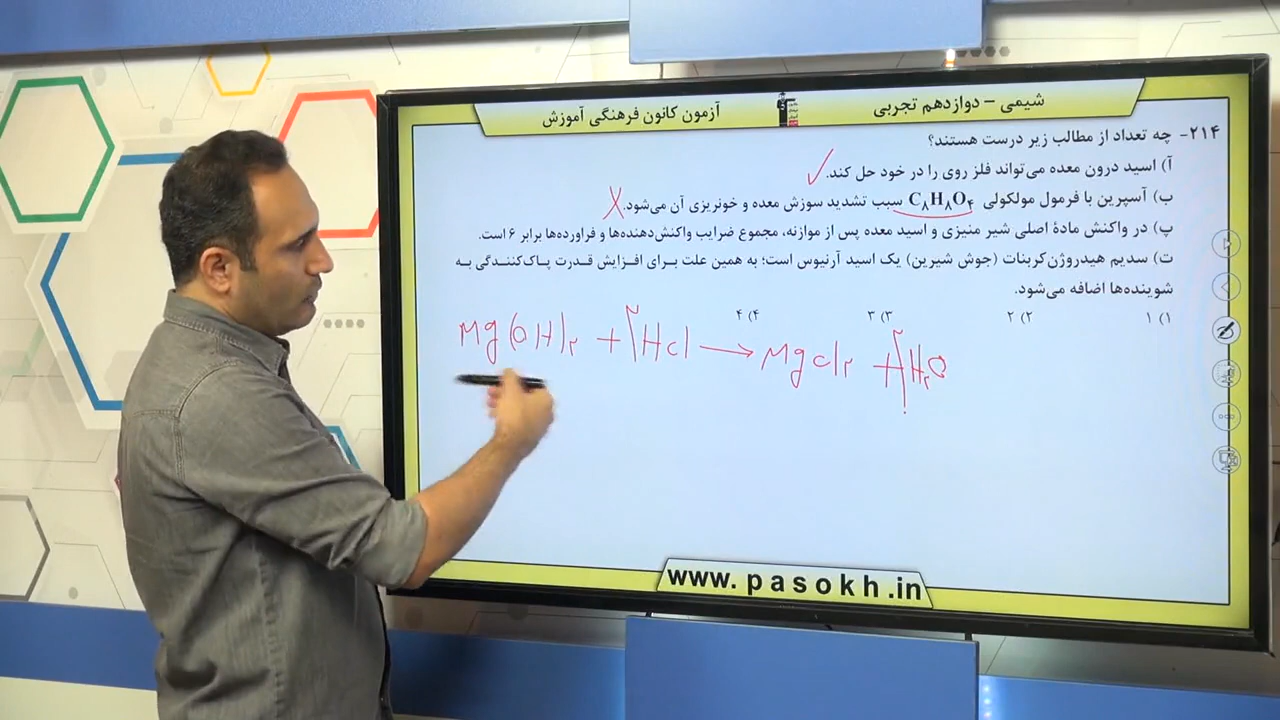 شیمی – دوازدهم تجربی
آزمون کانون فرهنگی آموزش
۲۱۴- چه تعداد از مطالب زیر درست هستند؟
آ) اسید درون معده می‌تواند فلز روی را در خود حل کند. ✓
ب) آسپرین با فرمول مولکولی C۸H۸O۴ سبب تشدید سوزش معده و خونریزی آن می‌شود. X
پ) در واکنش مادهٔ اصلی شیر منیزی و اسید معده پس از موازنه، مجموع ضرایب واکنش‌دهنده‌ها و فراورده‌ها برابر ۶ است.
ت) سدیم هیدروژن‌کربنات (جوش شیرین) یک اسید آرنیوس است؛ به همین علت برای افزایش قدرت پاک‌کنندگی به
شوینده‌ها اضافه می‌شود.
۱) ۱ ۲) ۲ ۳) ۳ ۴) ۴
Mg(OH)۲ + ۲HCl → MgCl۲ + ۲H۲O
www.pasokh.in